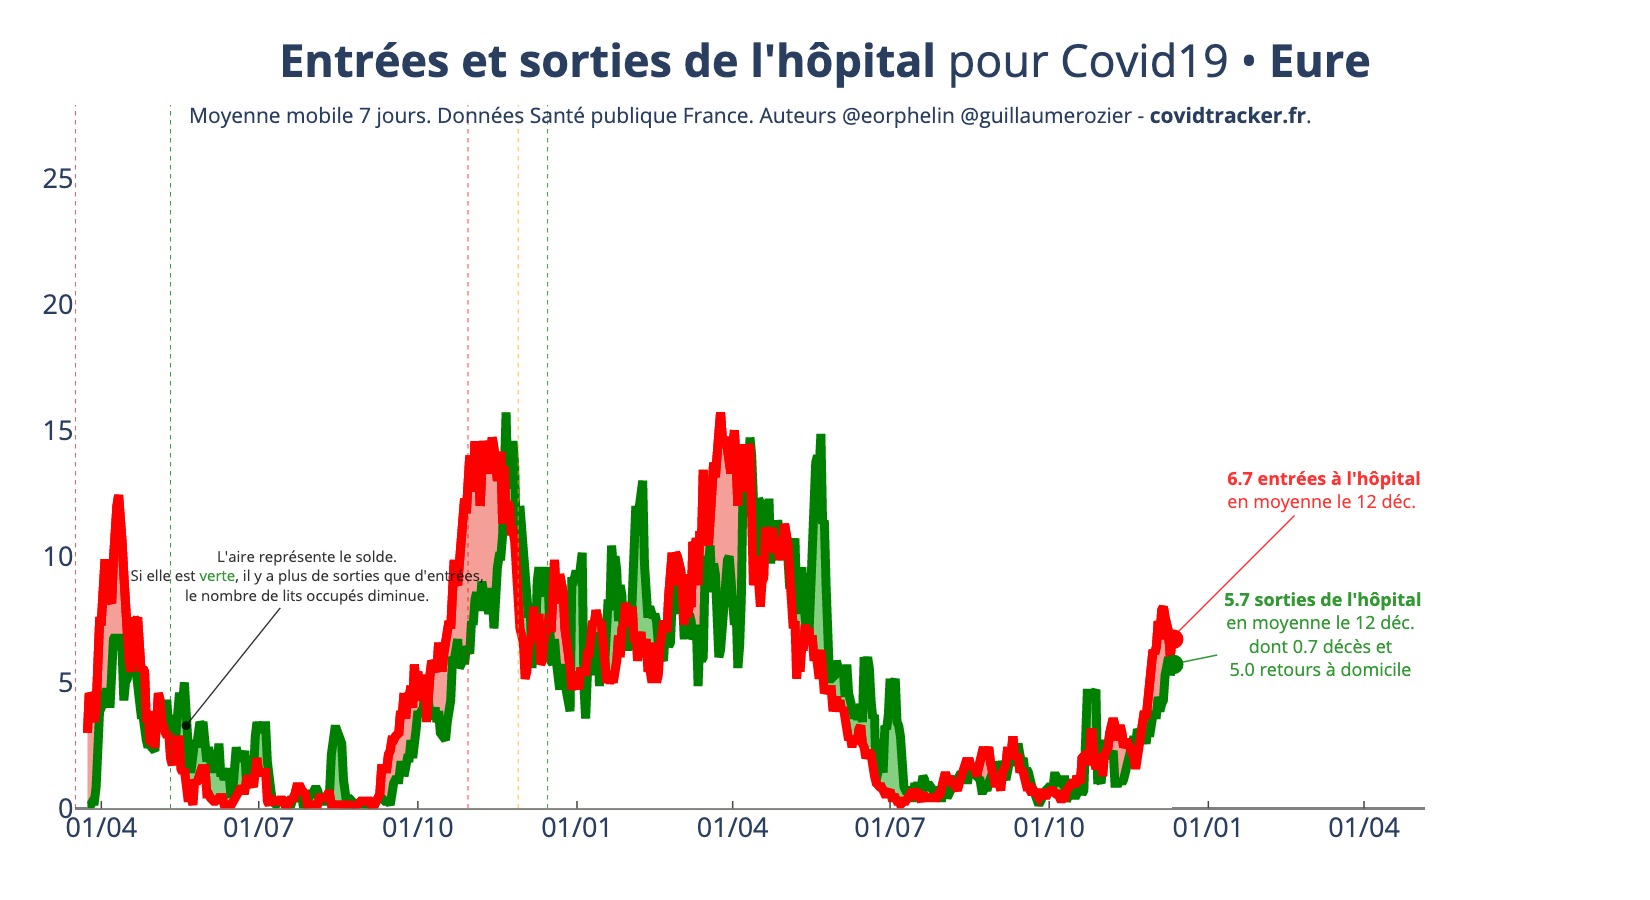 Entrées et sorties de l'hôpital pour Covid19 • Eure
Moyenne mobile 7 jours. Données Santé publique France. Auteurs @eorphelin @guillaumerozier - covidtracker.fr.
25
20
15
10
5
0
6.7 entrées à l'hôpital
en moyenne le 12 déc.
L'aire représente le solde.
Si elle est verte, il y a plus de sorties que d'entrées,
le nombre de lits occupés diminue.
5.7 sorties de l'hôpital
en moyenne le 12 déc.
dont 0.7 décès et
5.0 retours à domicile
01/04 01/07 01/10 01/01 01/04 01/07 01/10 01/01 01/04